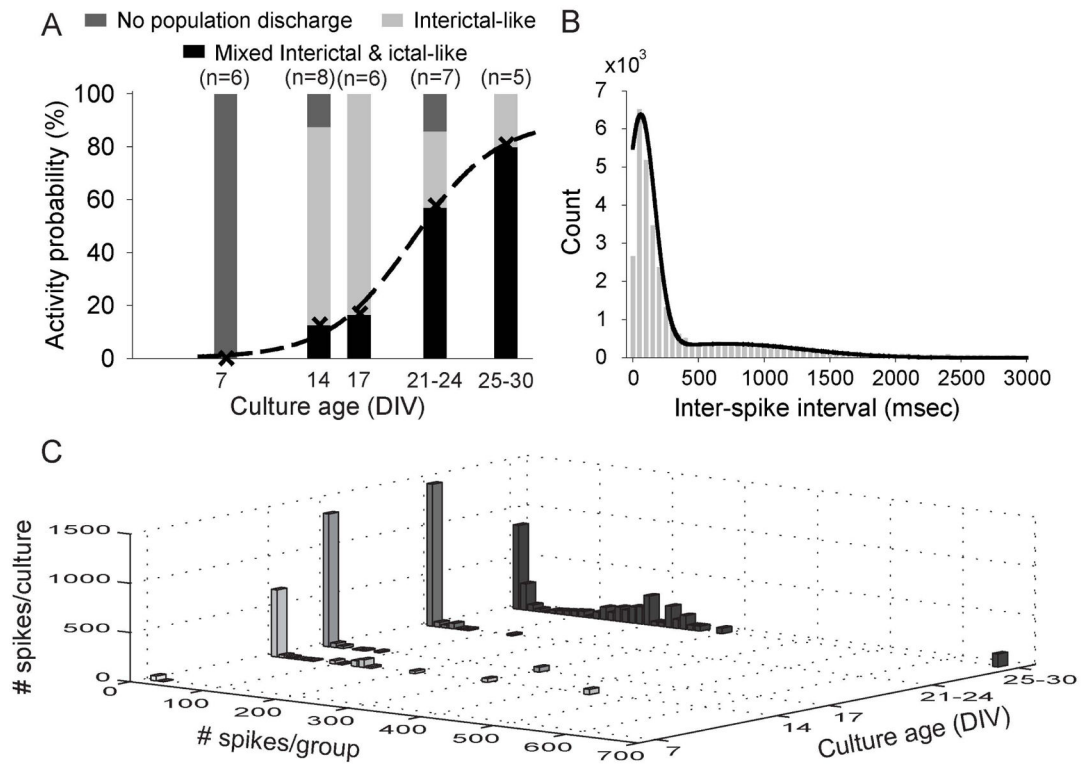 A
No population discharge
Interictal-like
Mixed Interictal & ictal-like
(n=6)
(n=8)
(n=6)
(n=7)
(n=5)
100
80
60
40
20
0
Activity probability (%)
7
14
17
21-24
25-30
Culture age (DIV)
B
×10³
7
6
5
4
3
2
1
0
Count
0
500
1000
1500
2000
2500
3000
Inter-spike interval (msec)
C
1500
1000
500
0
# spikes/culture
0
100
200
300
400
500
600
700
# spikes/group
7
14
17
21-24
25-30
Culture age (DIV)